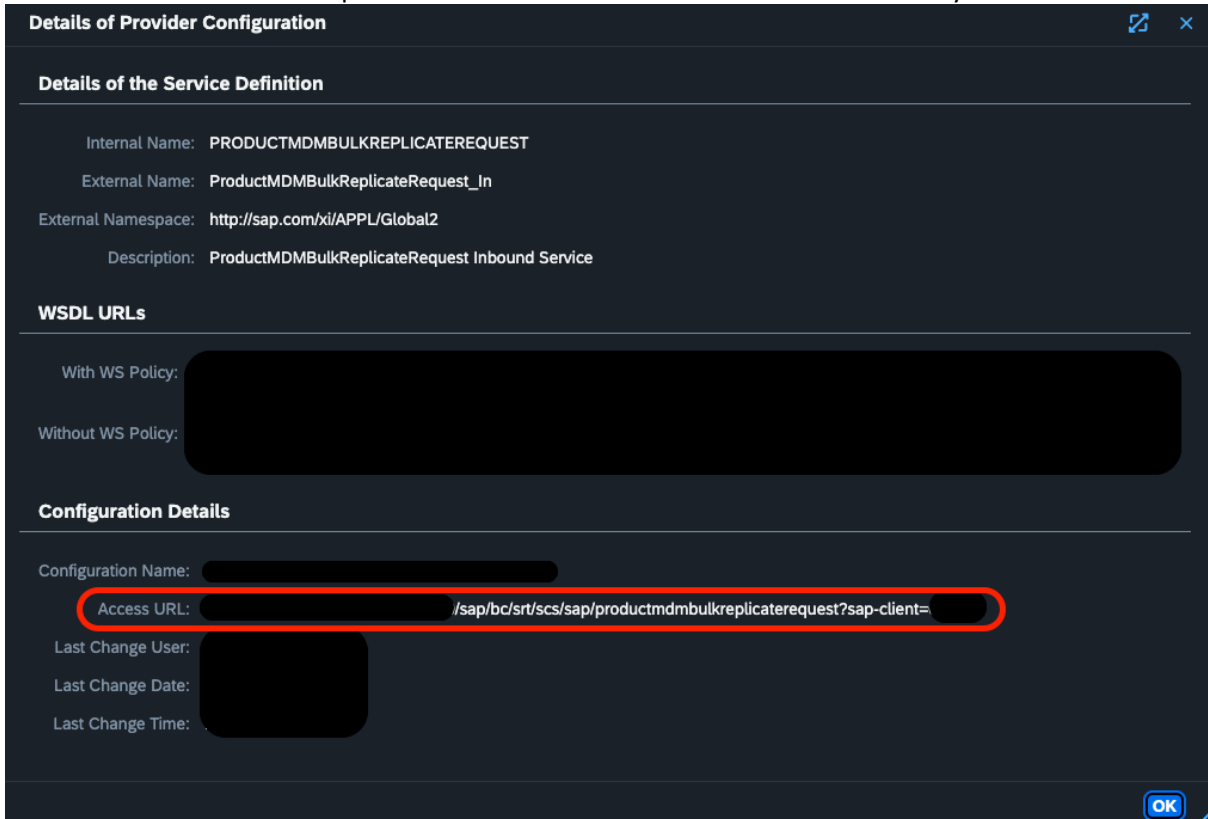 Details of Provider Configuration
Details of the Service Definition
Internal Name: PRODUCTMDMBULKREPLICATEREQUEST
External Name: ProductMDMBulkReplicateRequest_In
External Namespace: http://sap.com/xi/APPL/Global2
Description: ProductMDMBulkReplicateRequest Inbound Service
WSDL URLs
With WS Policy:
Without WS Policy:
Configuration Details
Configuration Name:
Access URL: /sap/bc/srt/scs/sap/productmdmbulkreplicaterequest?sap-client=
Last Change User:
Last Change Date:
Last Change Time:
OK